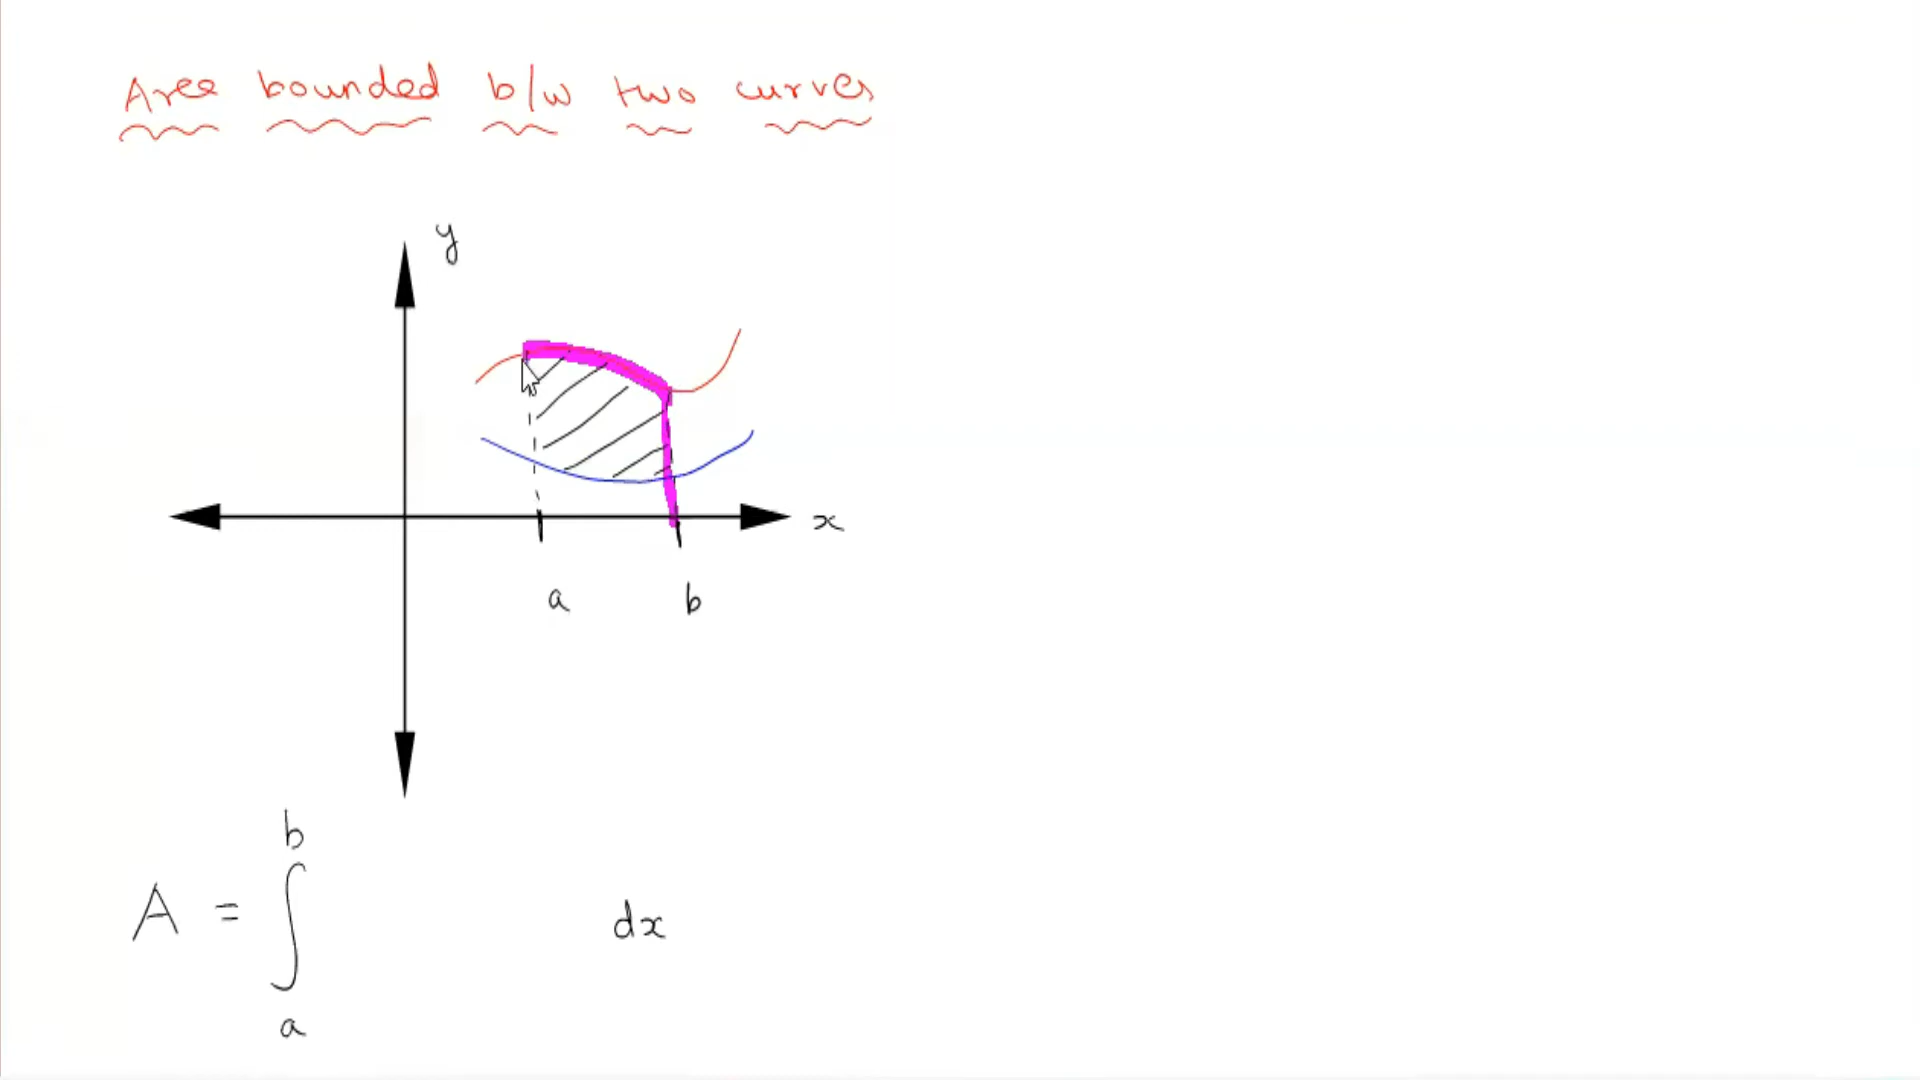 Area bounded b/w two curves
y
x
a b
b
A = ∫ dx
a